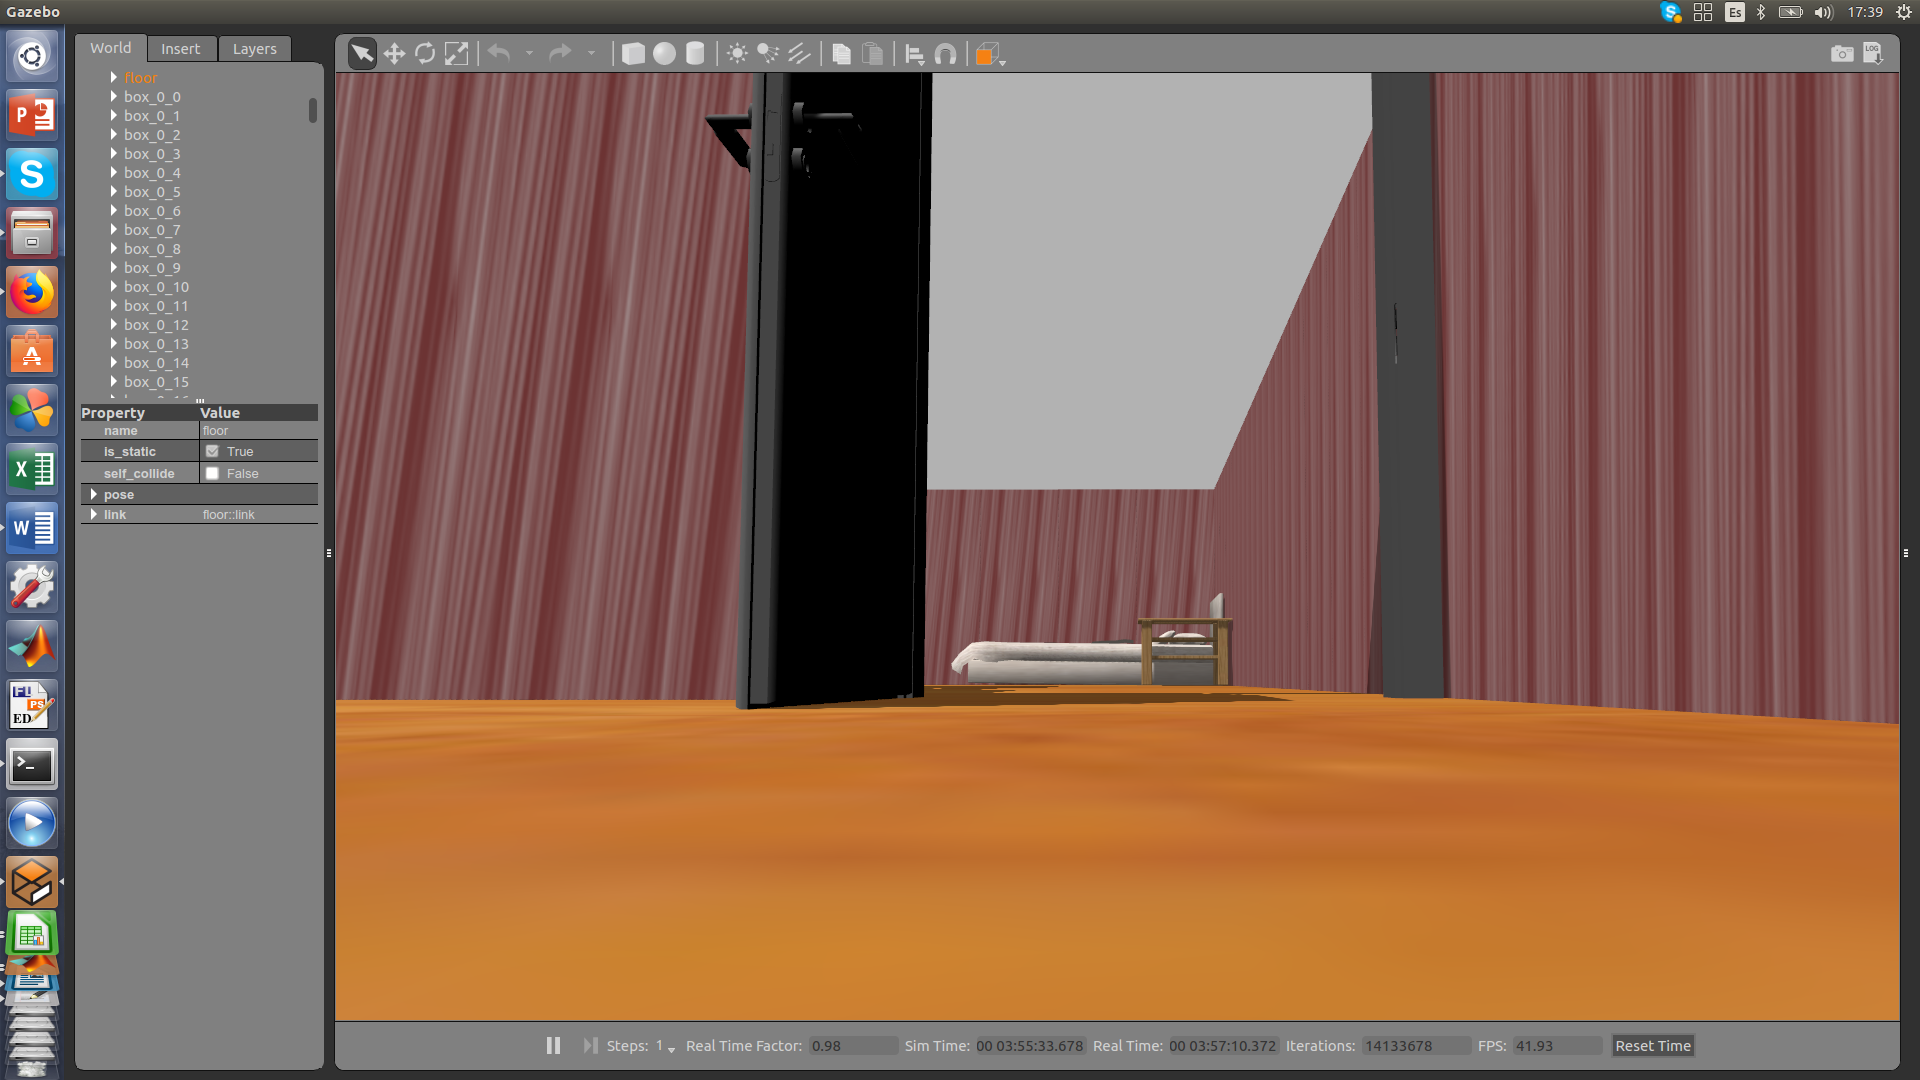 Gazebo
Es
17:39
World Insert Layers
LOG
floor
box_0_0
box_0_1
box_0_2
box_0_3
box_0_4
box_0_5
box_0_6
box_0_7
box_0_8
box_0_9
box_0_10
box_0_11
box_0_12
box_0_13
box_0_14
box_0_15
Property Value
name floor
is_static True
self_collide False
pose
link floor::link
Steps: 1 Real Time Factor: 0.98 Sim Time: 00 03:55:33.678 Real Time: 00 03:57:10.372 Iterations: 14133678 FPS: 41.93 Reset Time